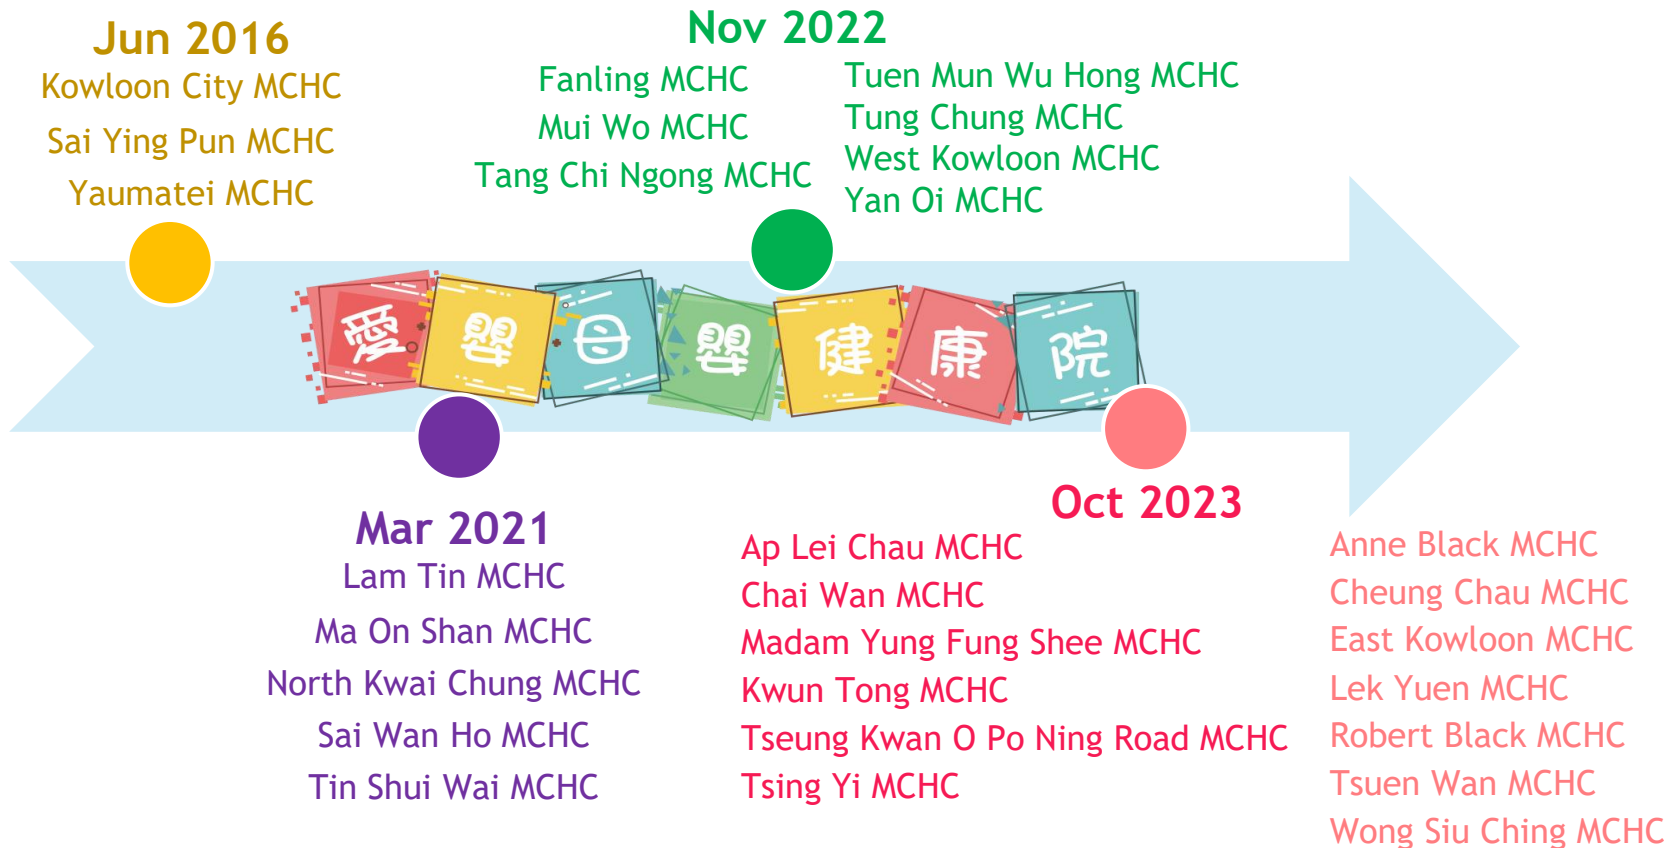 Jun 2016
Kowloon City MCHC
Sai Ying Pun MCHC
Yaumatei MCHC
Nov 2022
Fanling MCHC
Mui Wo MCHC
Tang Chi Ngong MCHC
Tuen Mun Wu Hong MCHC
Tung Chung MCHC
West Kowloon MCHC
Yan Oi MCHC
愛嬰母嬰健康院
Mar 2021
Lam Tin MCHC
Ma On Shan MCHC
North Kwai Chung MCHC
Sai Wan Ho MCHC
Tin Shui Wai MCHC
Oct 2023
Ap Lei Chau MCHC
Chai Wan MCHC
Madam Yung Fung Shee MCHC
Kwun Tong MCHC
Tseung Kwan O Po Ning Road MCHC
Tsing Yi MCHC
Anne Black MCHC
Cheung Chau MCHC
East Kowloon MCHC
Lek Yuen MCHC
Robert Black MCHC
Tsuen Wan MCHC
Wong Siu Ching MCHC